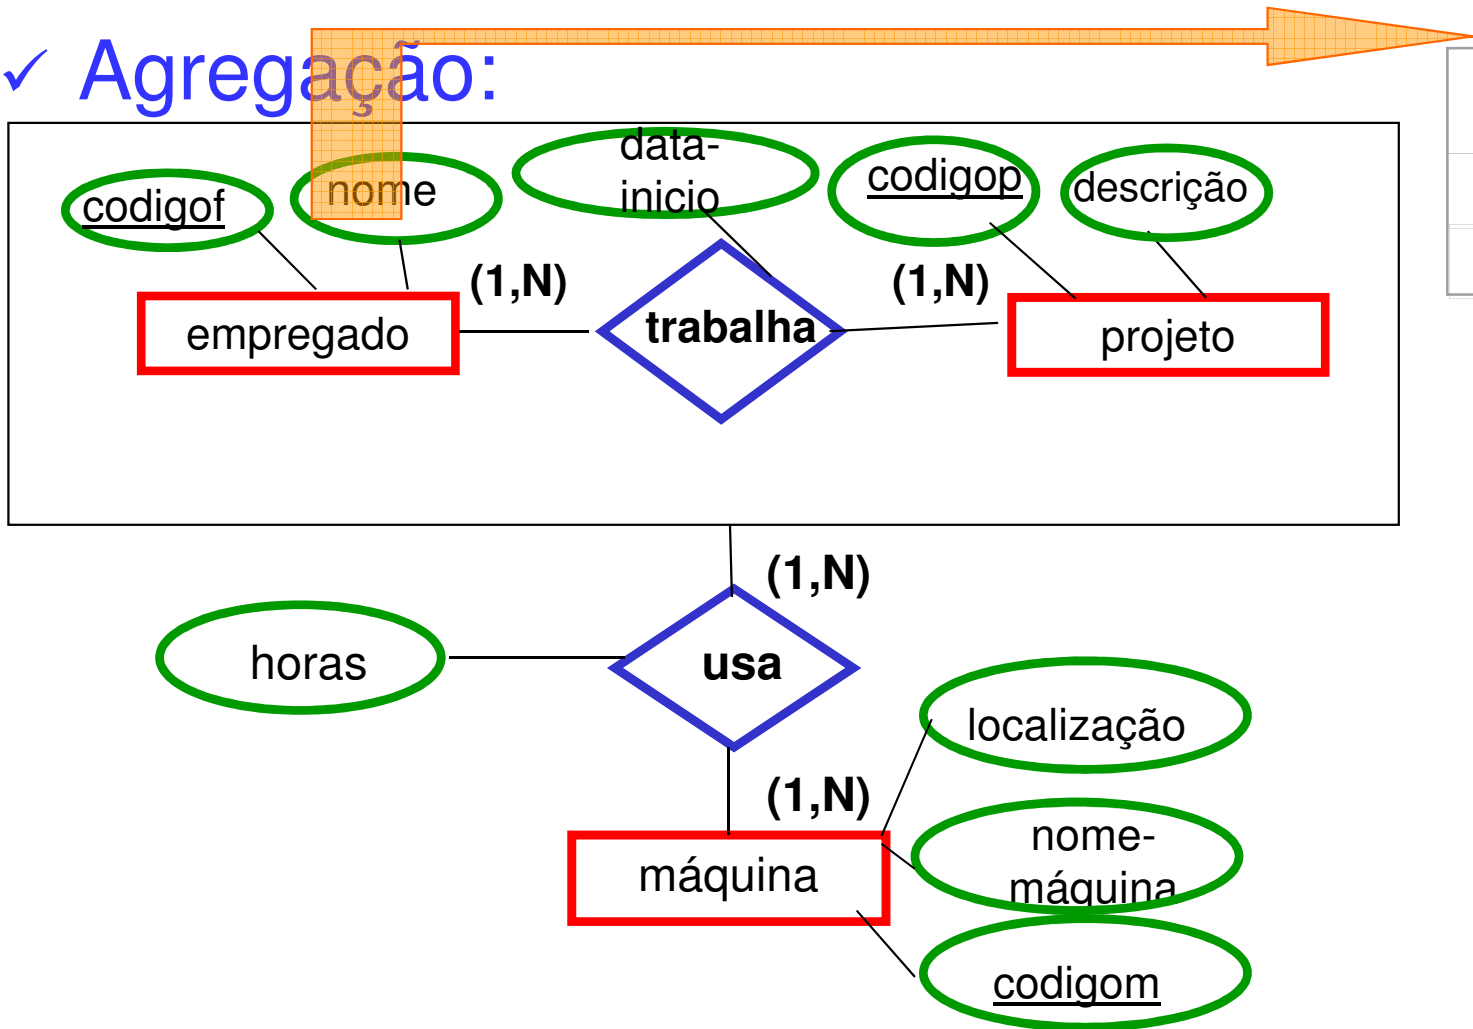 ✓ Agregação:
codigof
nome
data-
inicio
codigop
descrição
(1,N)
(1,N)
empregado
trabalha
projeto
(1,N)
horas
usa
localização
(1,N)
máquina
nome-
máquina
codigom